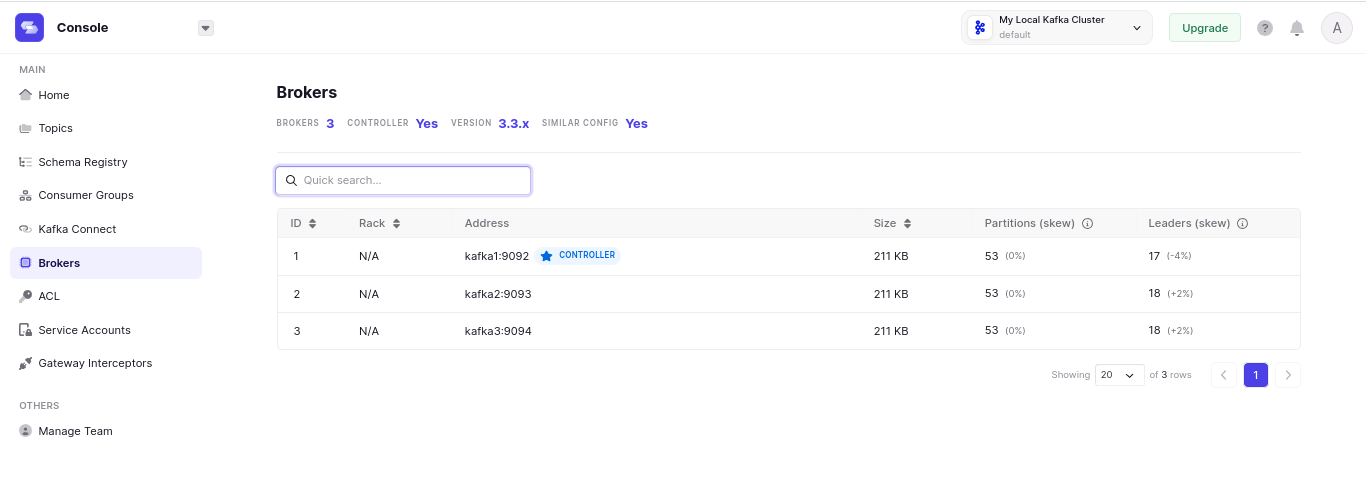 Console
My Local Kafka Cluster
default
Upgrade
?
A
MAIN
Home
Topics
Schema Registry
Consumer Groups
Kafka Connect
Brokers
ACL
Service Accounts
Gateway Interceptors
OTHERS
Manage Team
Brokers
BROKERS 3 CONTROLLER Yes VERSION 3.3.x SIMILAR CONFIG Yes
Quick search...
ID Rack Address Size Partitions (skew) Leaders (skew)
1 N/A kafka1:9092 CONTROLLER 211 KB 53 (0%) 17 (-4%)
2 N/A kafka2:9093 211 KB 53 (0%) 18 (+2%)
3 N/A kafka3:9094 211 KB 53 (0%) 18 (+2%)
Showing 20 of 3 rows 1